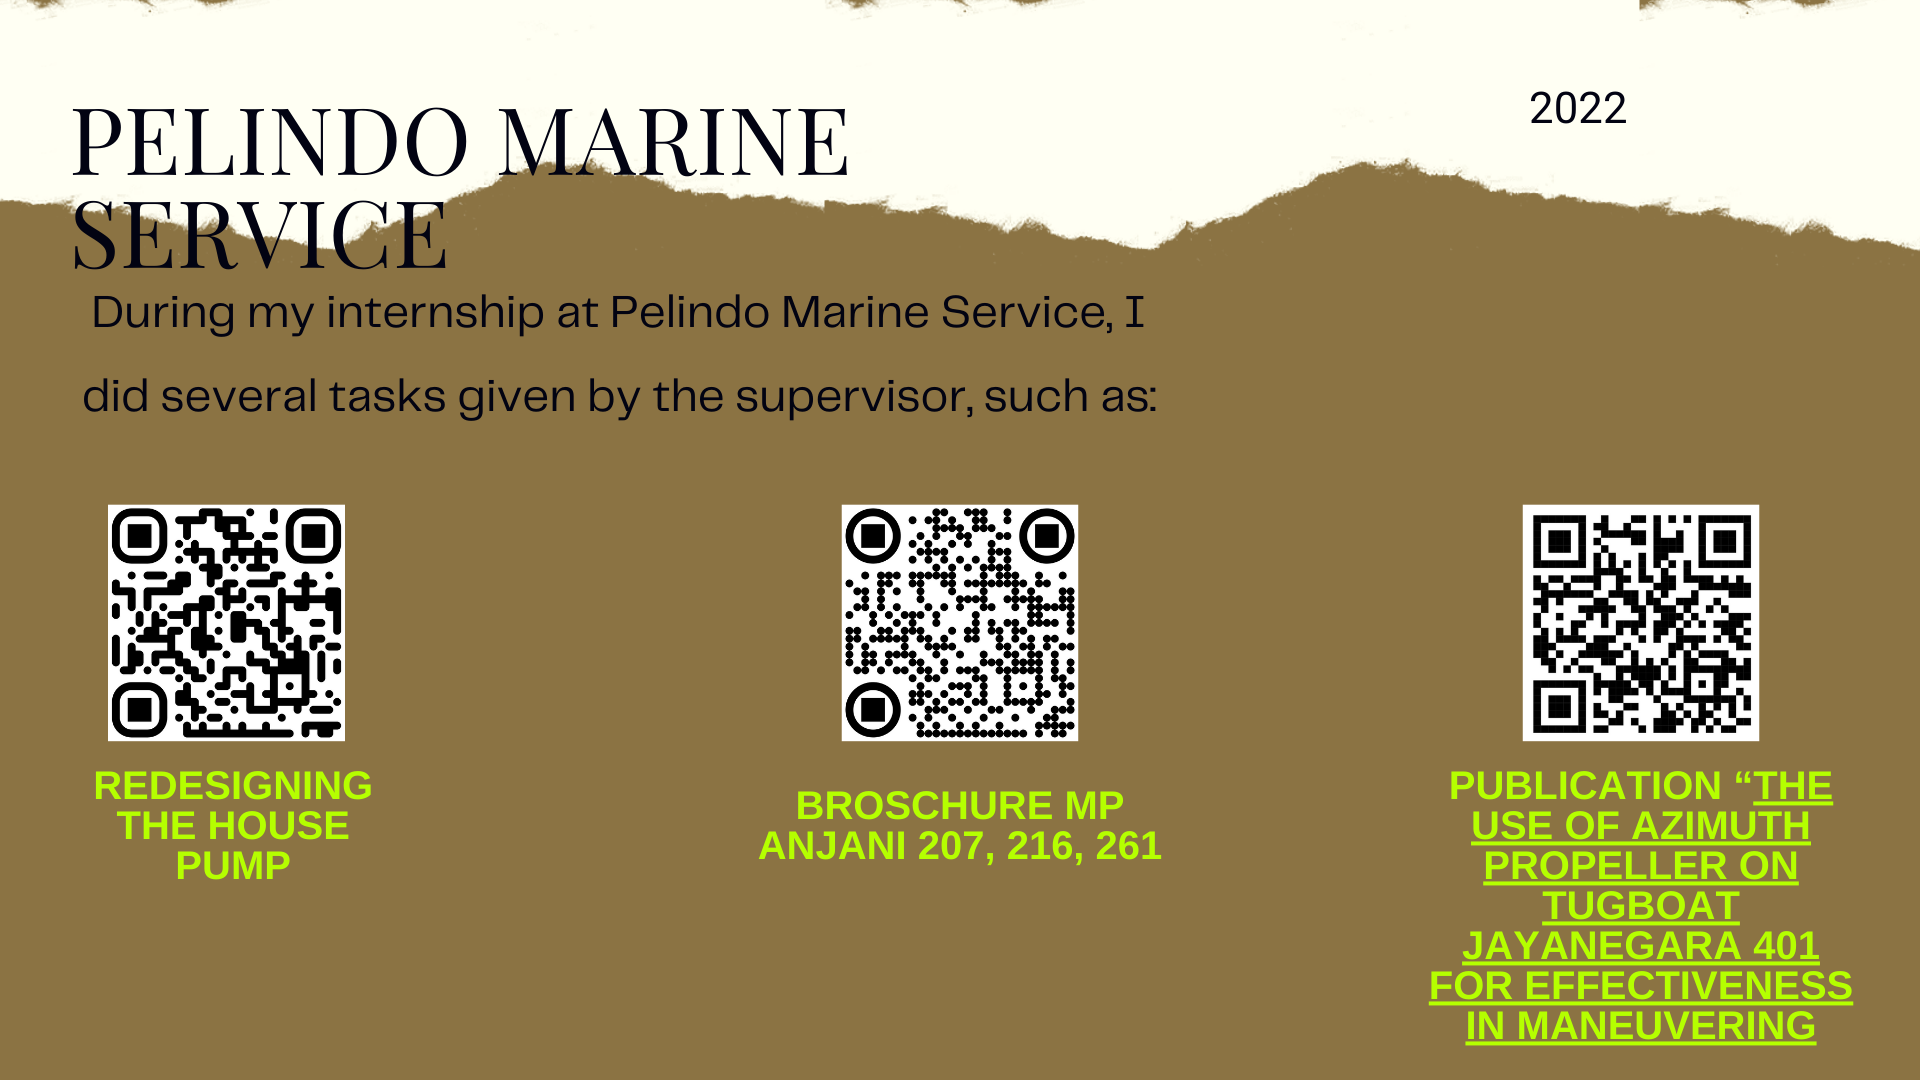 PELINDO MARINE
SERVICE
2022
During my internship at Pelindo Marine Service, I
did several tasks given by the supervisor, such as:
REDESIGNING
THE HOUSE
PUMP
BROSCHURE MP
ANJANI 207, 216, 261
PUBLICATION “THE
USE OF AZIMUTH
PROPELLER ON
TUGBOAT
JAYANEGARA 401
FOR EFFECTIVENESS
IN MANEUVERING